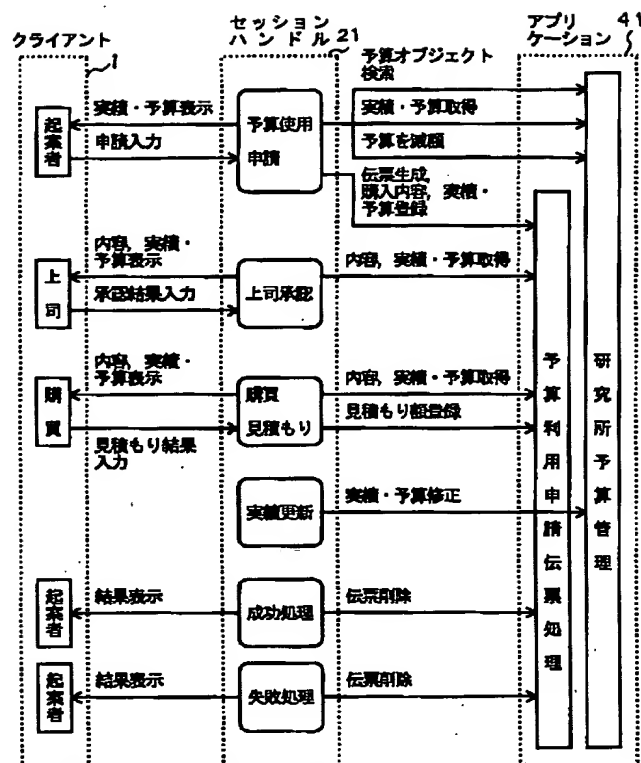 クライアント
1
セッション
ハンドル
21
アプリ
ケーション
41
予算オブジェクト
検索
起案者
実績・予算表示
申請入力
予算使用
申請
実績・予算取得
予算を減額
伝票生成,
購入内容, 実績・
予算登録
上司
内容, 実績・
予算表示
承認結果入力
上司承認
内容, 実績・予算取得
購買
内容, 実績・
予算表示
見積もり結果
入力
購買
見積もり
内容, 実績・予算取得
見積もり額登録
実績更新
実績・予算修正
起案者
結果表示
成功処理
伝票削除
起案者
結果表示
失敗処理
伝票削除
予算利用申請伝票処理
研究所予算管理